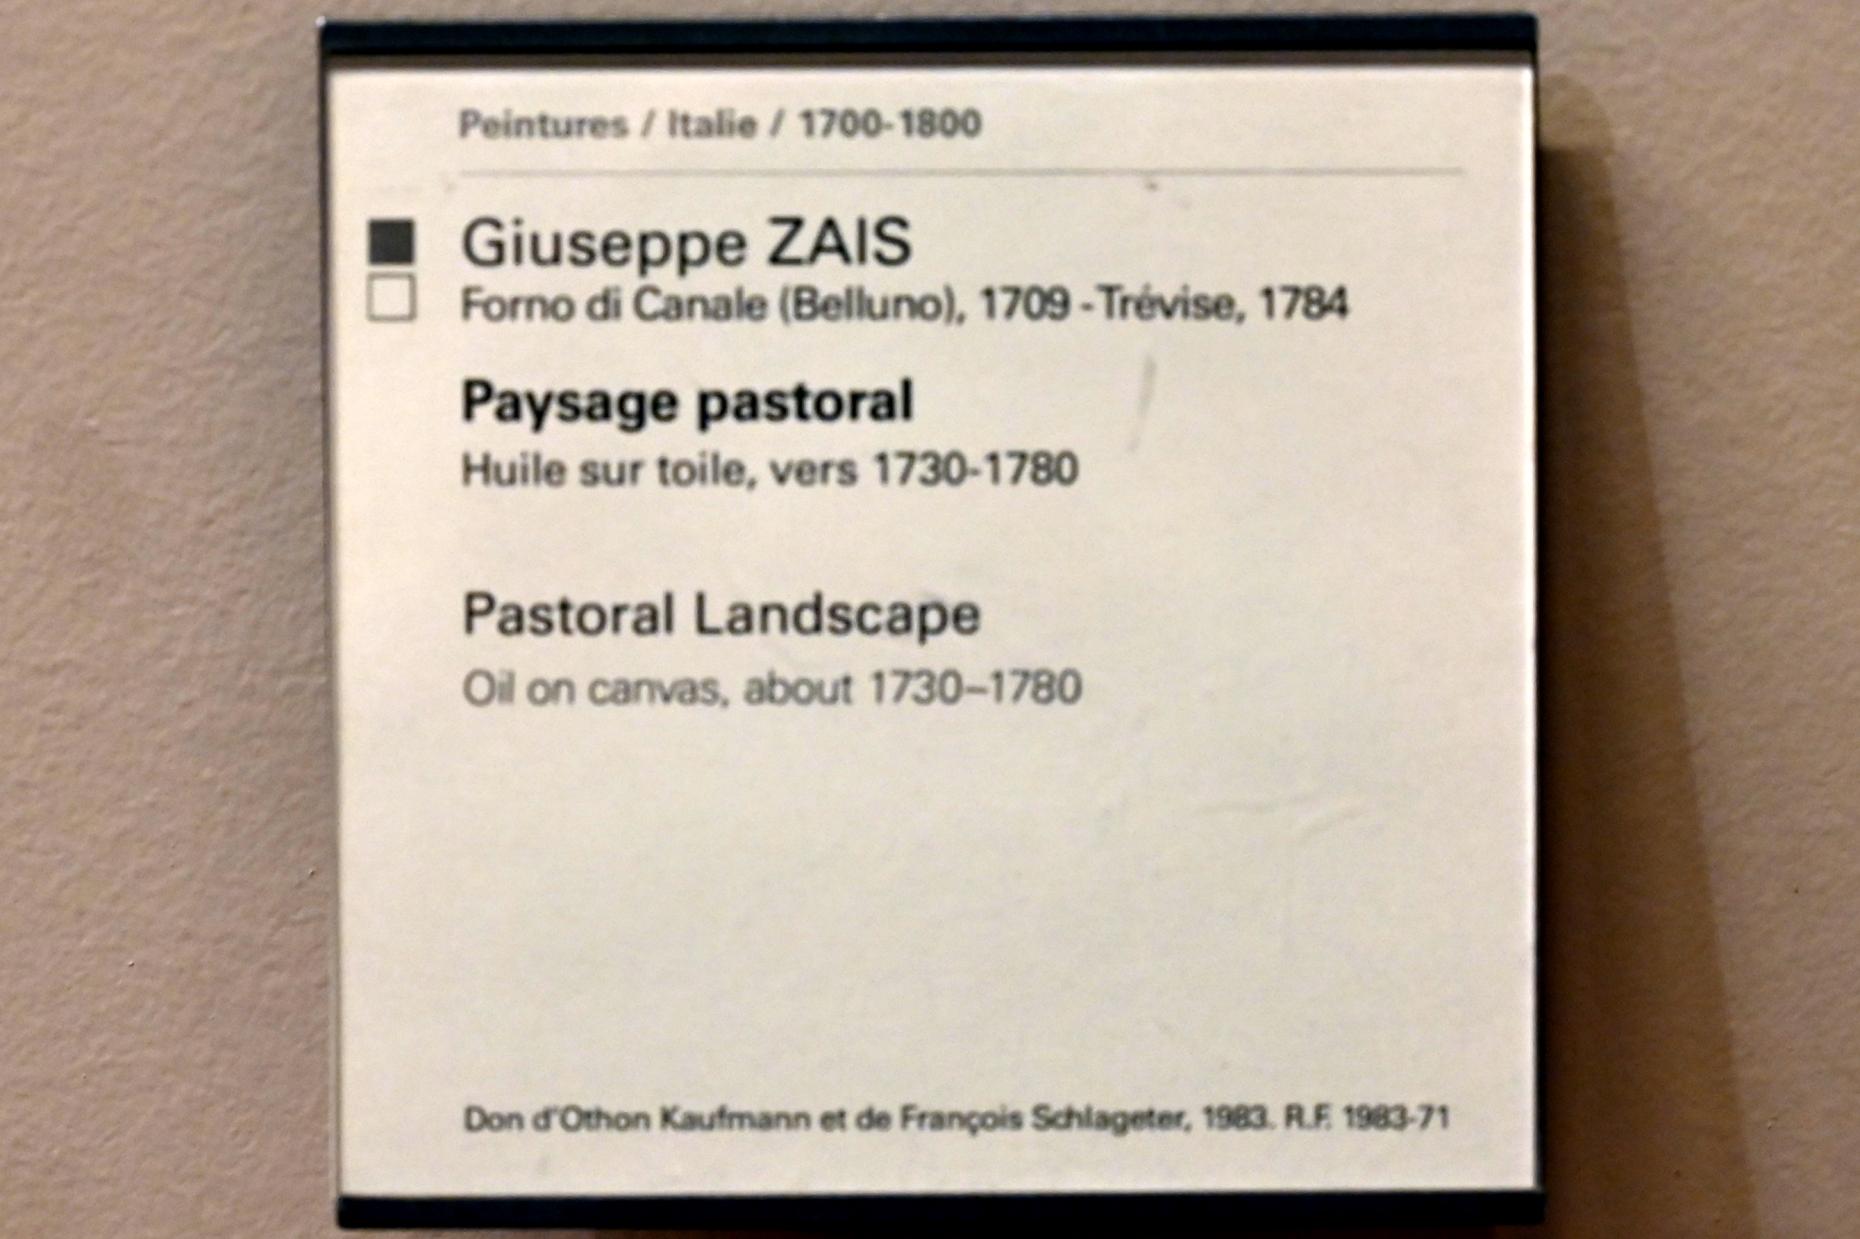 Peintures / Italie / 1700-1800
Giuseppe ZAIS
Forno di Canale (Belluno), 1709 - Trévise, 1784
Paysage pastoral
Huile sur toile, vers 1730-1780
Pastoral Landscape
Oil on canvas, about 1730–1780
Don d'Othon Kaufmann et de François Schlageter, 1983. R.F. 1983-71